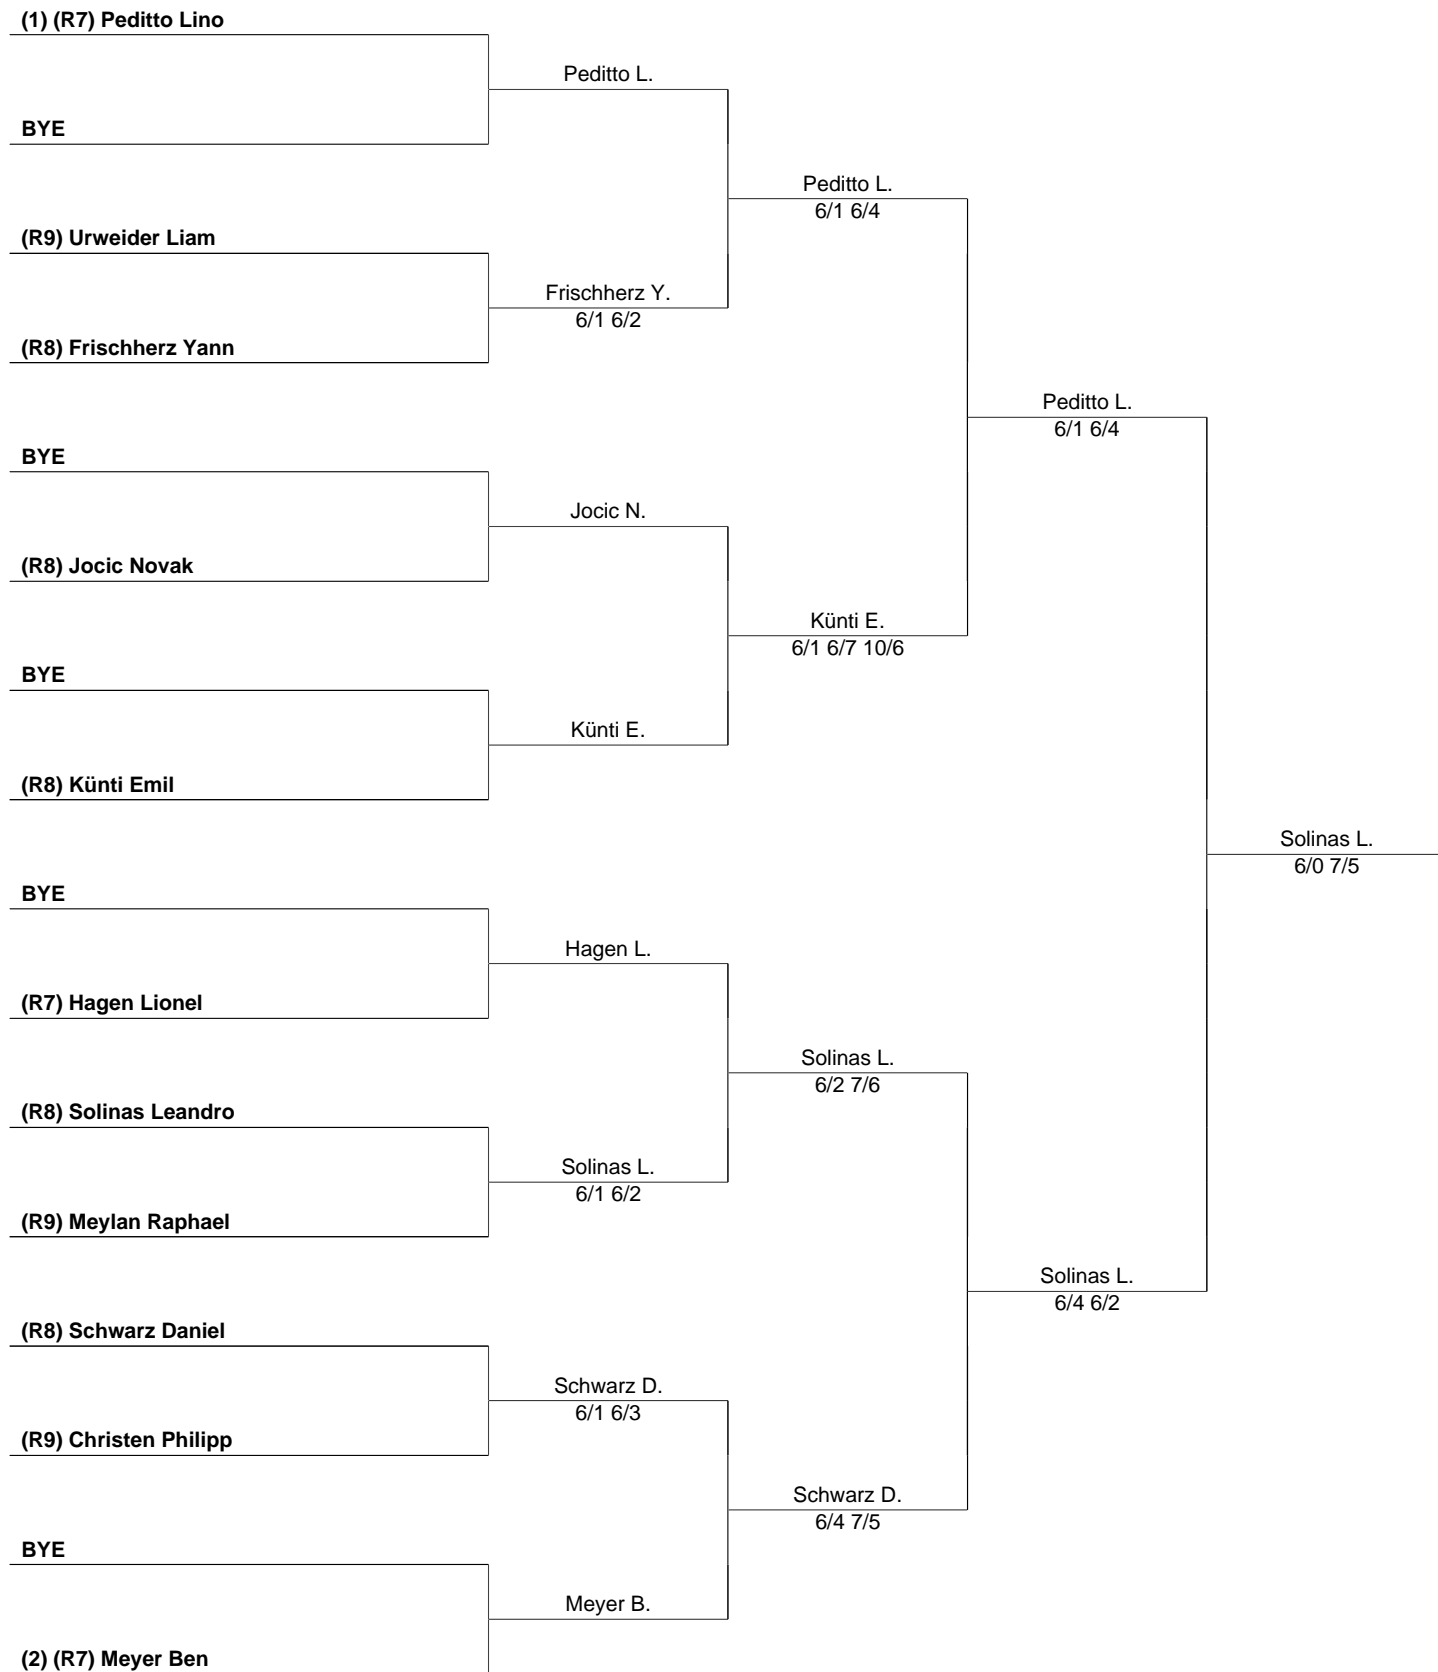 (1) (R7) Peditto Lino
Peditto L.
BYE
Peditto L.
6/1 6/4
(R9) Urweider Liam
Frischherz Y.
6/1 6/2
(R8) Frischherz Yann
Peditto L.
6/1 6/4
BYE
Jocic N.
(R8) Jocic Novak
Künti E.
6/1 6/7 10/6
BYE
Künti E.
(R8) Künti Emil
Solinas L.
6/0 7/5
BYE
Hagen L.
(R7) Hagen Lionel
Solinas L.
6/2 7/6
(R8) Solinas Leandro
Solinas L.
6/1 6/2
(R9) Meylan Raphael
Solinas L.
6/4 6/2
(R8) Schwarz Daniel
Schwarz D.
6/1 6/3
(R9) Christen Philipp
Schwarz D.
6/4 7/5
BYE
Meyer B.
(2) (R7) Meyer Ben